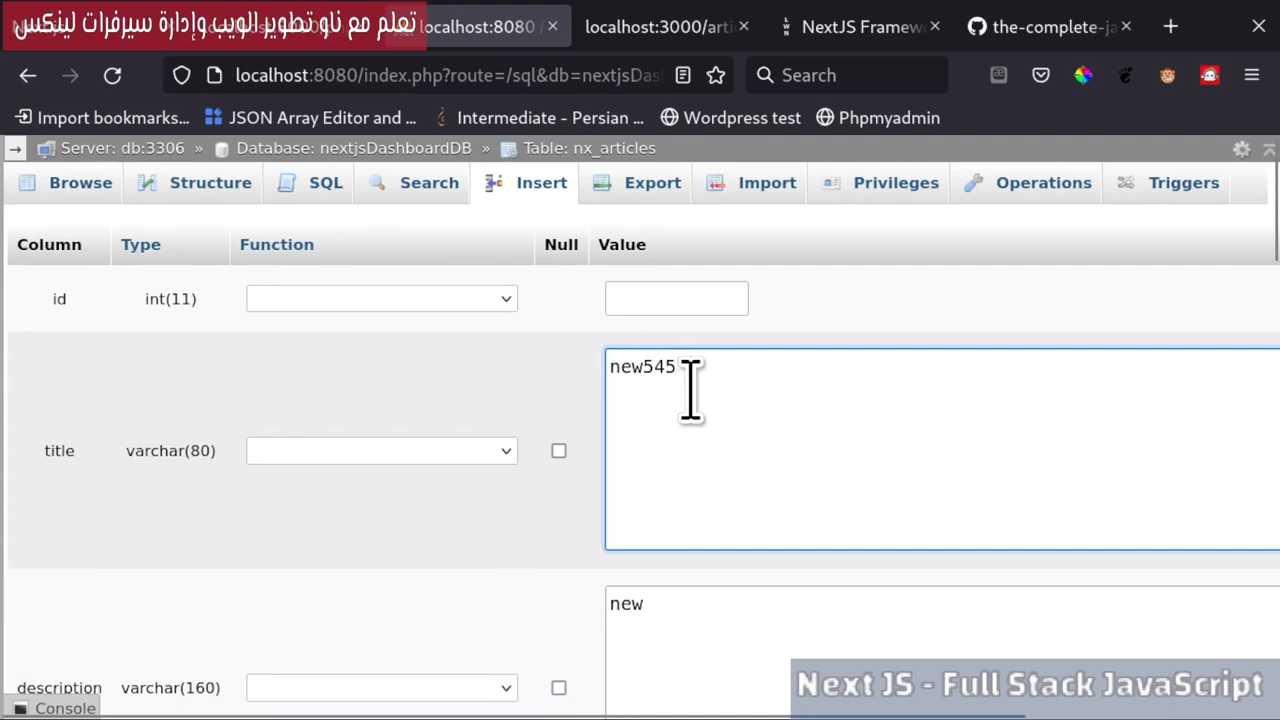 تعلم مع ناو تطوير الويب وإدارة سيرفرات لينكس
localhost:8080 /
localhost:3000/arti
NextJS Framew
the-complete-ja
localhost:8080/index.php?route=/sql&db=nextjsDas
Search
Import bookmarks...
JSON Array Editor and ...
Intermediate - Persian ...
Wordpress test
Phpmyadmin
Server: db:3306 » Database: nextjsDashboardDB » Table: nx_articles
Browse Structure SQL Search Insert Export Import Privileges Operations Triggers
Column Type Function Null Value
id int(11)
new545
title varchar(80)
new
description varchar(160)
Next JS - Full Stack JavaScript
Console